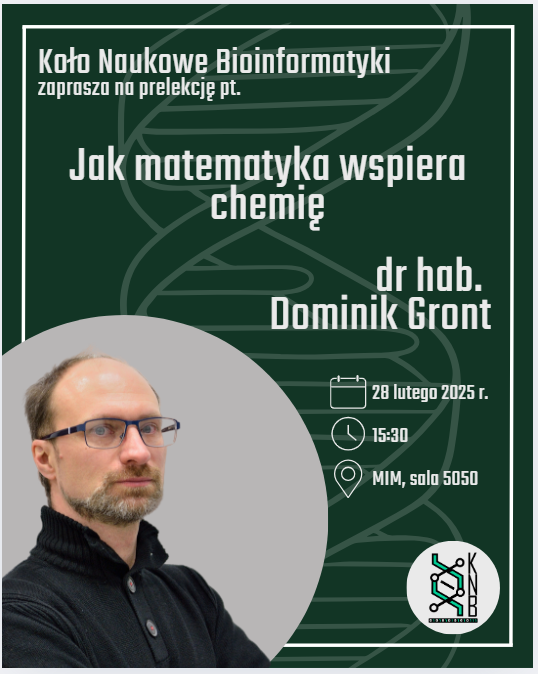 Koło Naukowe Bioinformatyki
zaprasza na prelekcję pt.
Jak matematyka wspiera
chemię
dr hab.
Dominik Gront
28 lutego 2025 r.
15:30
MIM, sala 5050
KNB